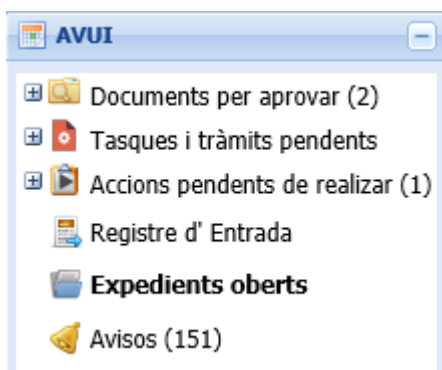 AVUI
Documents per aprovar (2)
Tasques i tràmits pendents
Accions pendents de realizar (1)
Registre d' Entrada
Expedients oberts
Avisos (151)